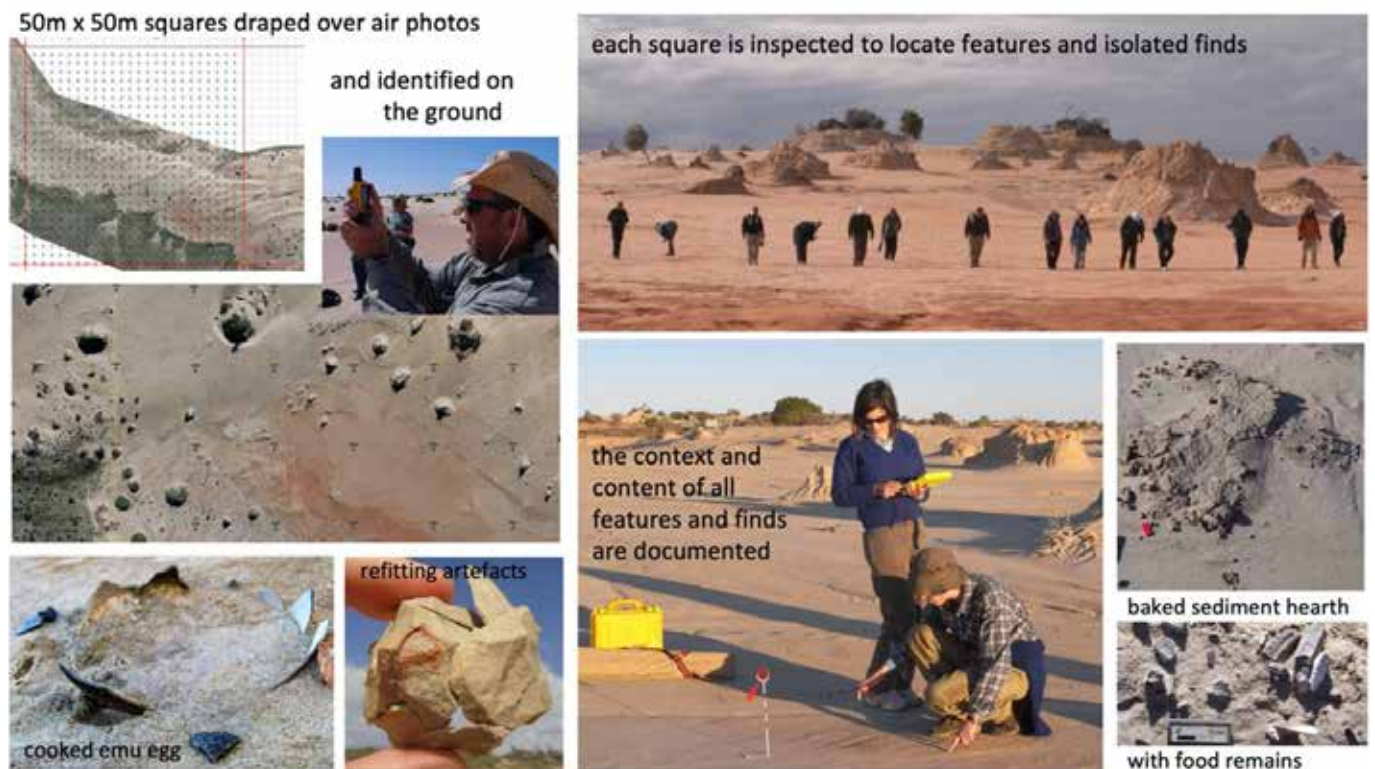 50m x 50m squares draped over air photos
and identified on
the ground
each square is inspected to locate features and isolated finds
the context and
content of all
features and finds
are documented
refitting artefacts
cooked emu egg
baked sediment hearth
with food remains